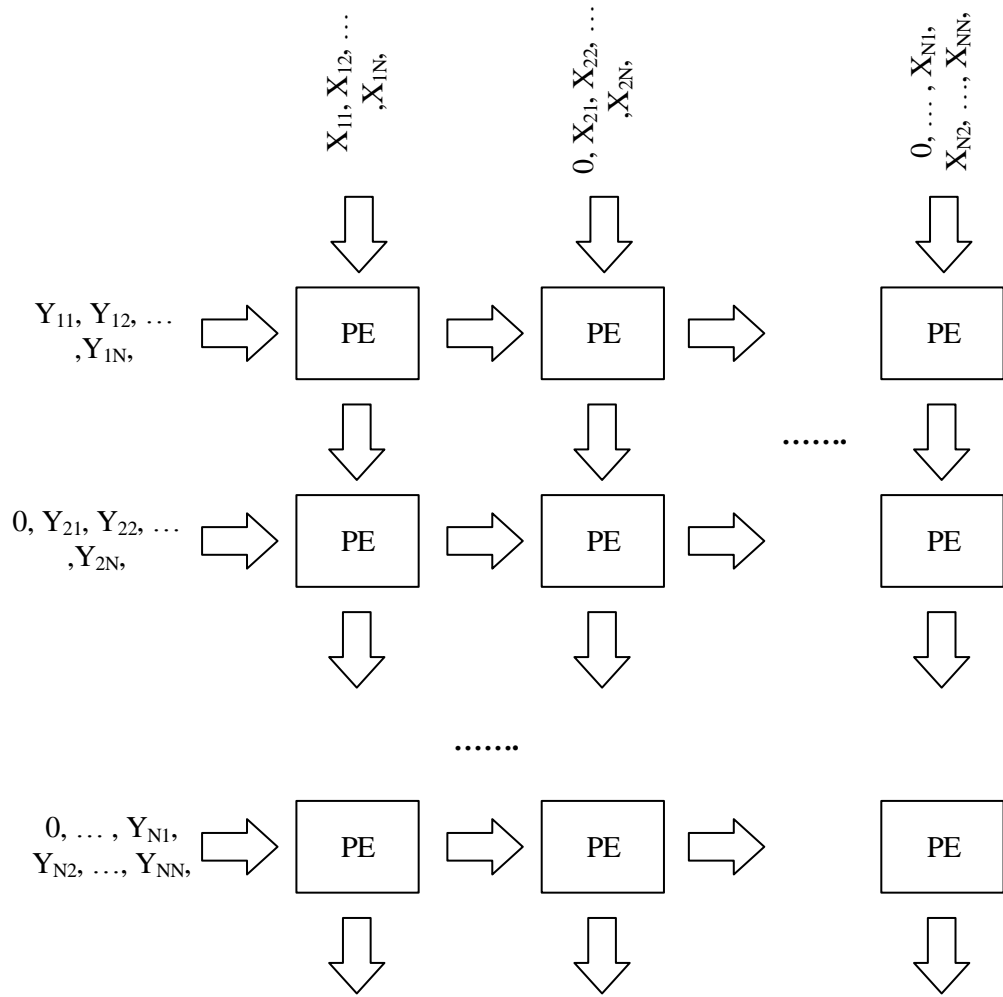 X₁₁, X₁₂, …
,X₁ₙ,
0, X₂₁, X₂₂, …
,X₂ₙ,
0, … , Xₙ₁,
Xₙ₂, …, Xₙₙ,
Y₁₁, Y₁₂, …
,Y₁ₙ,
PE
PE
PE
…….
0, Y₂₁, Y₂₂, …
,Y₂ₙ,
PE
PE
PE
…….
0, … , Yₙ₁,
Yₙ₂, …, Yₙₙ,
PE
PE
PE